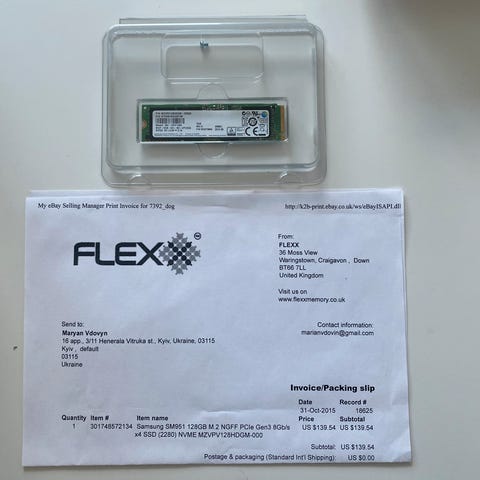 My eBay Selling Manager Print Invoice for 7392_dog
http://k2b-print.ebay.co.uk/ws/eBayISAPI.dll
FLEXX
TM
From:
FLEXX
36 Moss View
Waringstown, Craigavon , Down
BT66 7LL
United Kingdom
Visit us on
www.flexxmemory.co.uk
Send to:
Maryan Vdovyn
16 app., 3/11 Henerala Vitruka st., Kyiv, Ukraine, 03115
Kyiv , default
03115
Ukraine
Contact information:
marianvdovin@gmail.com
Invoice/Packing slip
Date Record #
31-Oct-2015 18625
Quantity Item # Item name Price Subtotal
1 301746572134 Samsung SM951 128GB M.2 NGFF PCIe Gen3 8Gb/s US $139.54 US $139.54
x4 SSD (2280) NVME MZVPV128HDGM-000
Subtotal: US $139.54
Postage & packaging (Standard Int'l Shipping): US $0.00